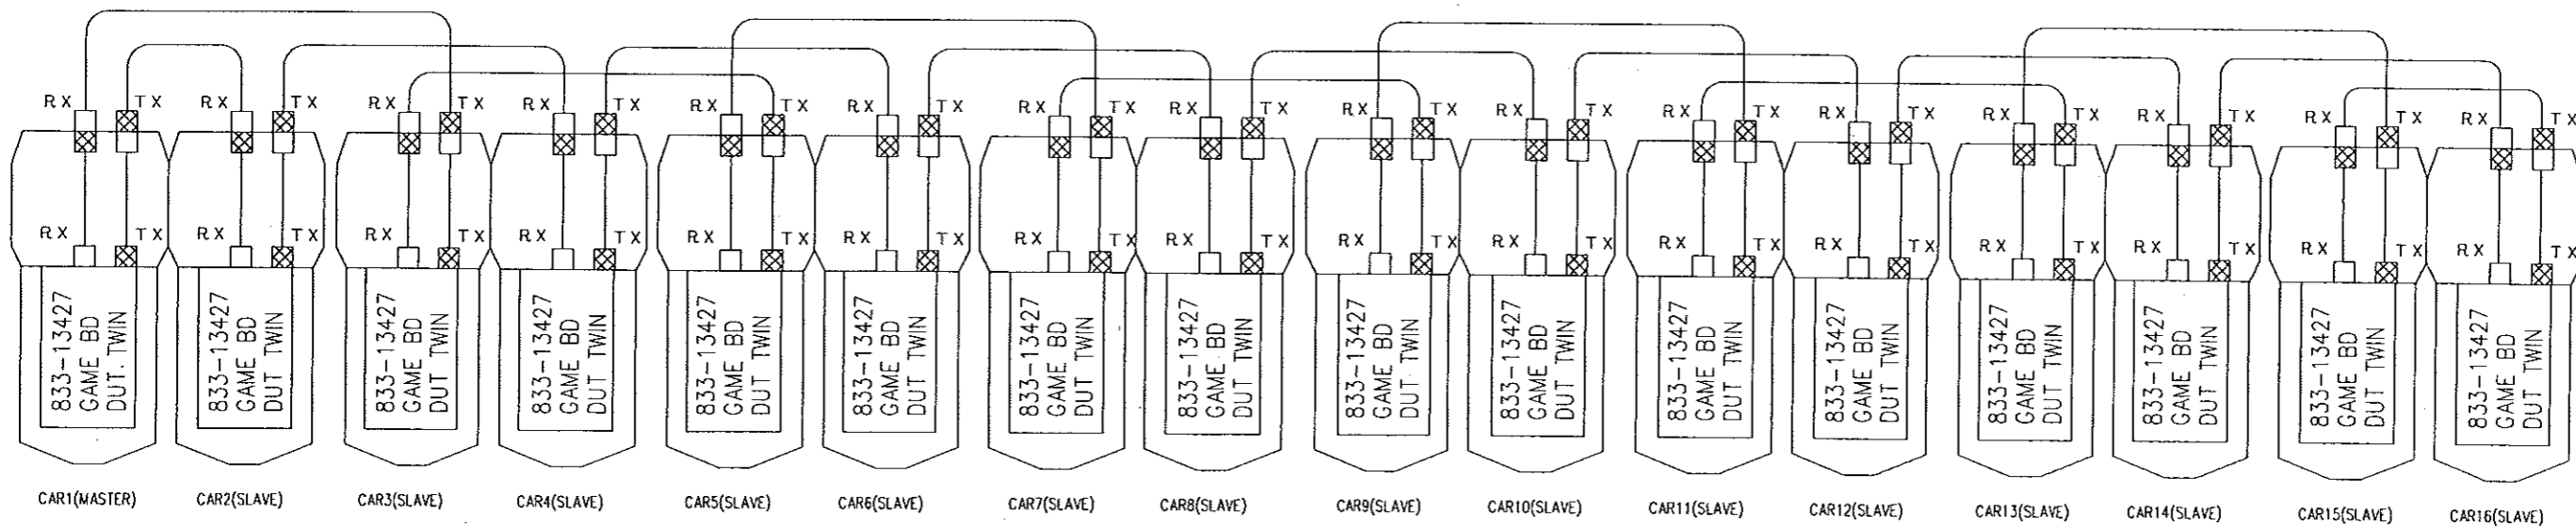 RX TX RX TX RX TX RX TX RX TX RX TX RX TX RX TX RX TX RX TX RX TX RX TX RX TX RX TX RX TX RX TX
RX TX RX TX RX TX RX TX RX TX RX TX RX TX RX TX RX TX RX TX RX TX RX TX RX TX RX TX RX TX RX TX
833-13427
GAME BD
DUT. TWIN
833-13427
GAME BD
DUT TWIN
833-13427
GAME BD
DUT TWIN
833-13427
GAME BD
DUT TWIN
833-13427
GAME BD
DUT TWIN
833-13427
GAME BD
DUT TWIN
833-13427
GAME BD
DUT TWIN
833-13427
GAME BD
DUT TWIN
833-13427
GAME BD
DUT TWIN
833-13427
GAME BD
DUT TWIN
833-13427
GAME BD
DUT TWIN
833-13427
GAME BD
DUT TWIN
833-13427
GAME BD
DUT TWIN
833-13427
GAME BD
DUT TWIN
833-13427
GAME BD
DUT TWIN
833-13427
GAME BD
DUT TWIN
CAR1(MASTER) CAR2(SLAVE) CAR3(SLAVE) CAR4(SLAVE) CAR5(SLAVE) CAR6(SLAVE) CAR7(SLAVE) CAR8(SLAVE) CAR9(SLAVE) CAR10(SLAVE) CAR11(SLAVE) CAR12(SLAVE) CAR13(SLAVE) CAR14(SLAVE) CAR15(SLAVE) CAR16(SLAVE)